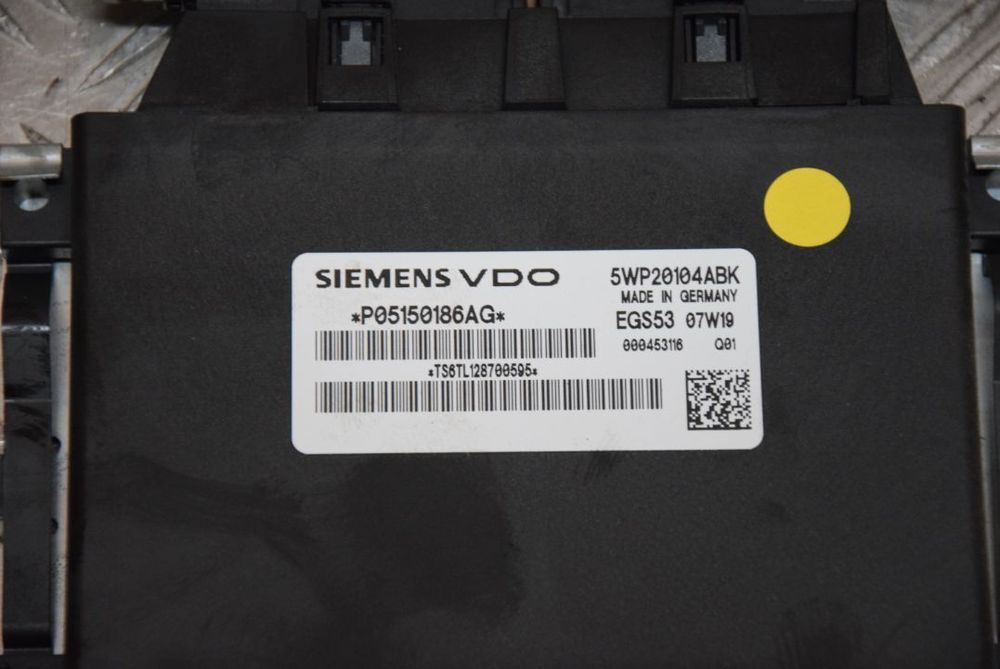 SIEMENS VDO
5WP20104ABK
MADE IN GERMANY
*P05150186AG*
EGS53 07W19
000453116 Q01
*TS6TL128700595*